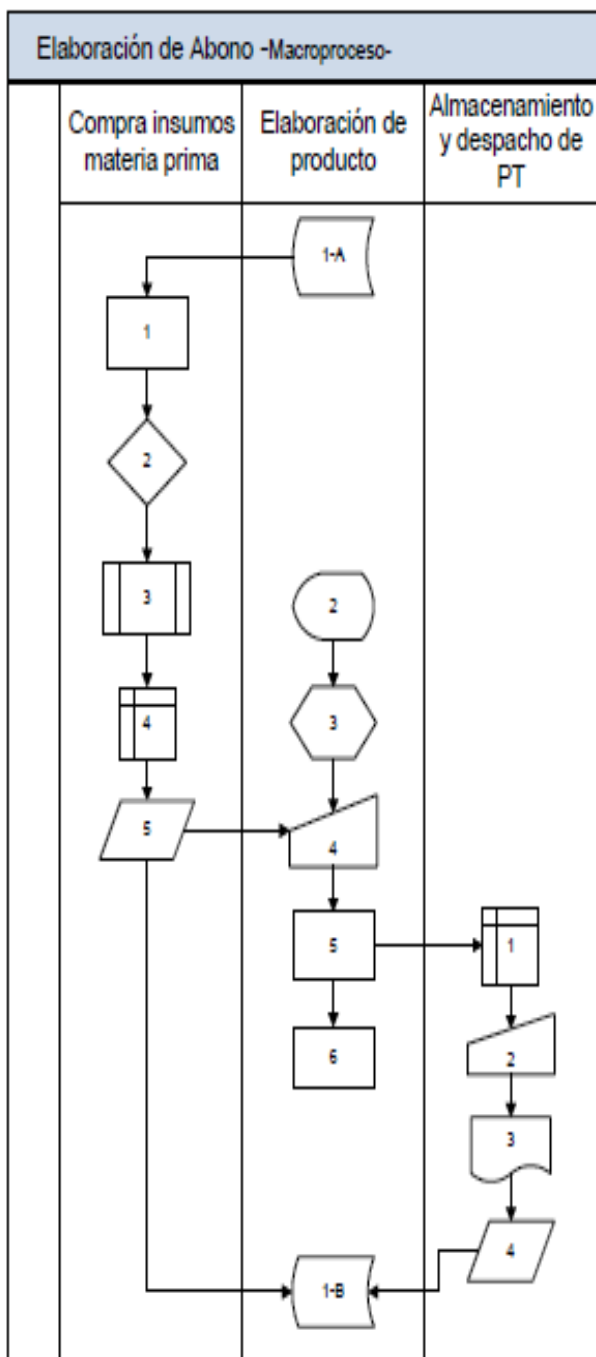 Elaboración de Abono -Macroproceso-
Compra insumos
materia prima
Elaboración de
producto
Almacenamiento
y despacho de
PT
1-A
1
2
3
2
4
3
5
4
5
1
6
2
3
4
1-B